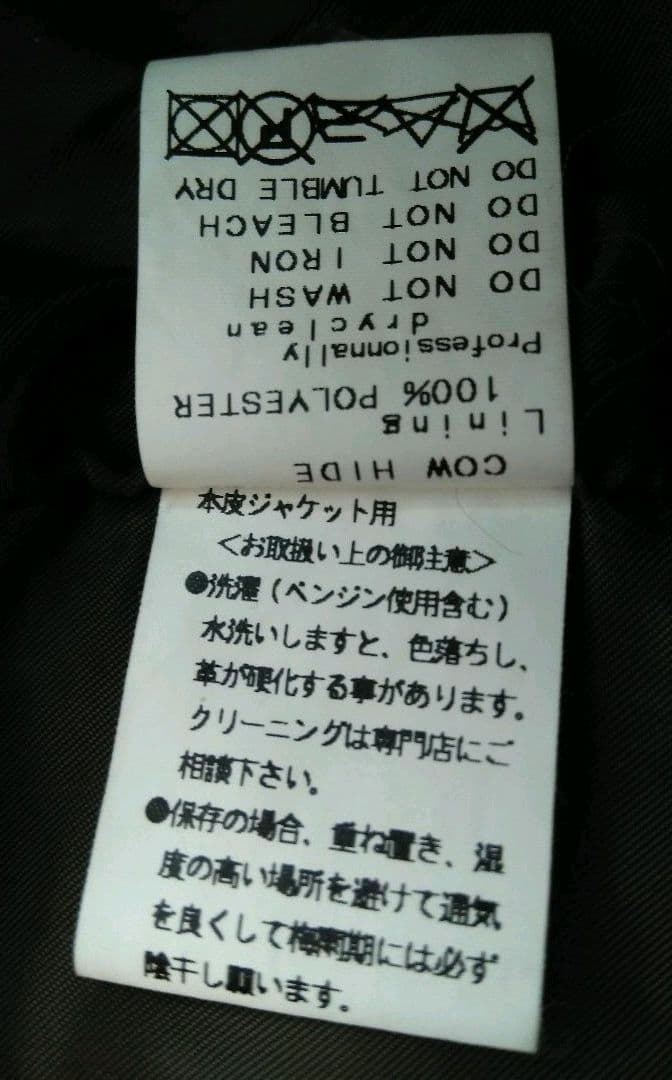 COW HIDE
Lining
100% POLYESTER
Professionally
dryclean
DO NOT WASH
DO NOT IRON
DO NOT BLEACH
DO NOT TUMBLE DRY
本皮ジャケット用
＜お取扱い上の御注意＞
●洗濯（ベンジン使用含む）
水洗いしますと、色落ちし、
革が硬化する事があります。
クリーニングは専門店にご
相談下さい。
●保存の場合、重ね置き、湿
度の高い場所を避けて通気
を良くして梅雨期には必ず
陰干し願います。